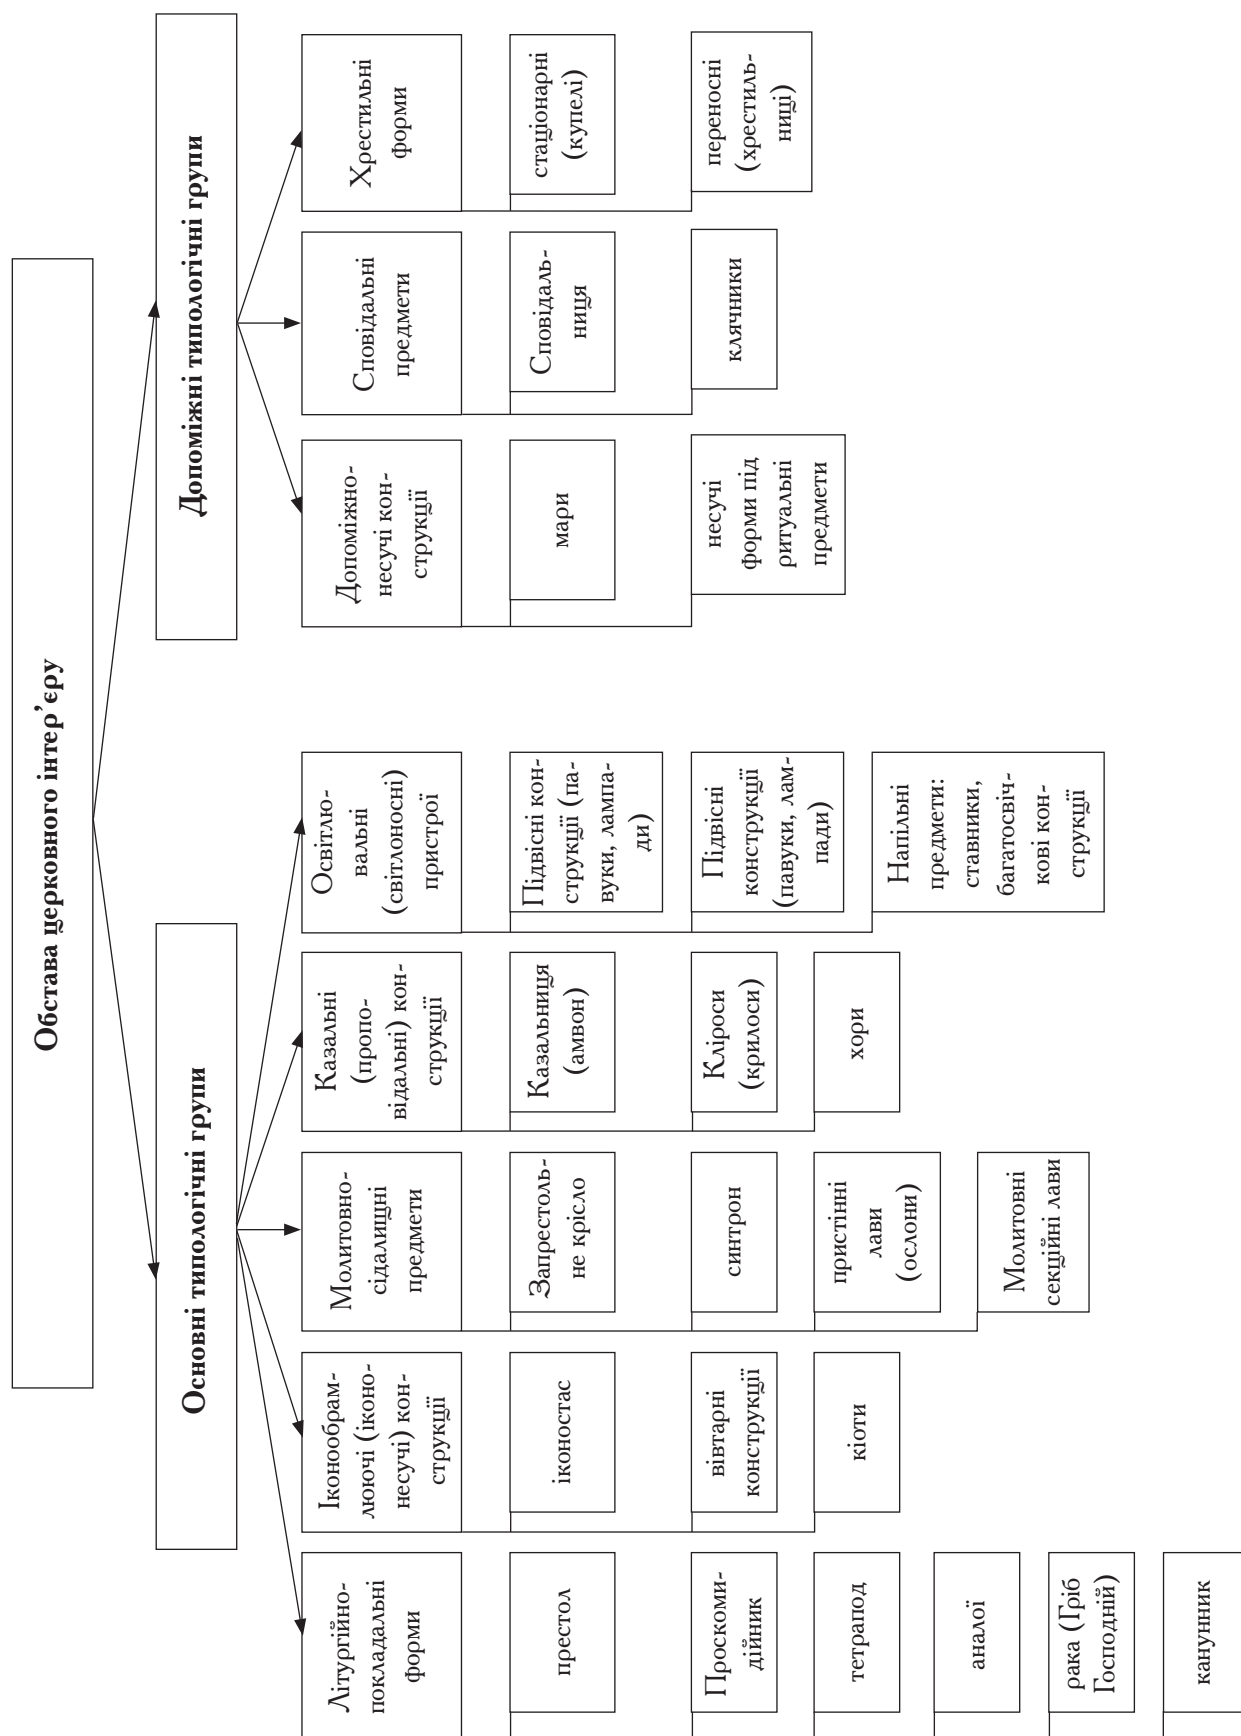 Обстава церковного інтер’єру
Основні типологічні групи
Літургійно-
покладальні
форми
престол
Проскоми-
дійник
тетрапод
аналої
рака (Гріб
Господній)
канунник
Іконообрам-
люючі (іконо-
несучі) кон-
струкції
іконостас
вівтарні
конструкції
кіоти
Молитовно-
сідалищні
предмети
Запрестоль-
не крісло
синтрон
пристінні
лави
(ослони)
Молитовні
секційні лави
Казальні
(пропо-
відальні) кон-
струкції
Казальниця
(амвон)
Кліроси
(крилоси)
хори
Освітлю-
вальні
(світлоносні)
пристрої
Підвісні кон-
струкції (па-
вуки, лампа-
ди)
Підвісні
конструкції
(павуки, лам-
пади)
Напільні
предмети:
ставники,
багатосвіч-
кові кон-
струкції
Допоміжні типологічні групи
Допоміжно-
несучі кон-
струкції
мари
несучі
форми під
ритуальні
предмети
Сповідальні
предмети
Сповідаль-
ниця
клячники
Хрестильні
форми
стаціонарні
(купелі)
переносні
(хрестиль-
ниці)